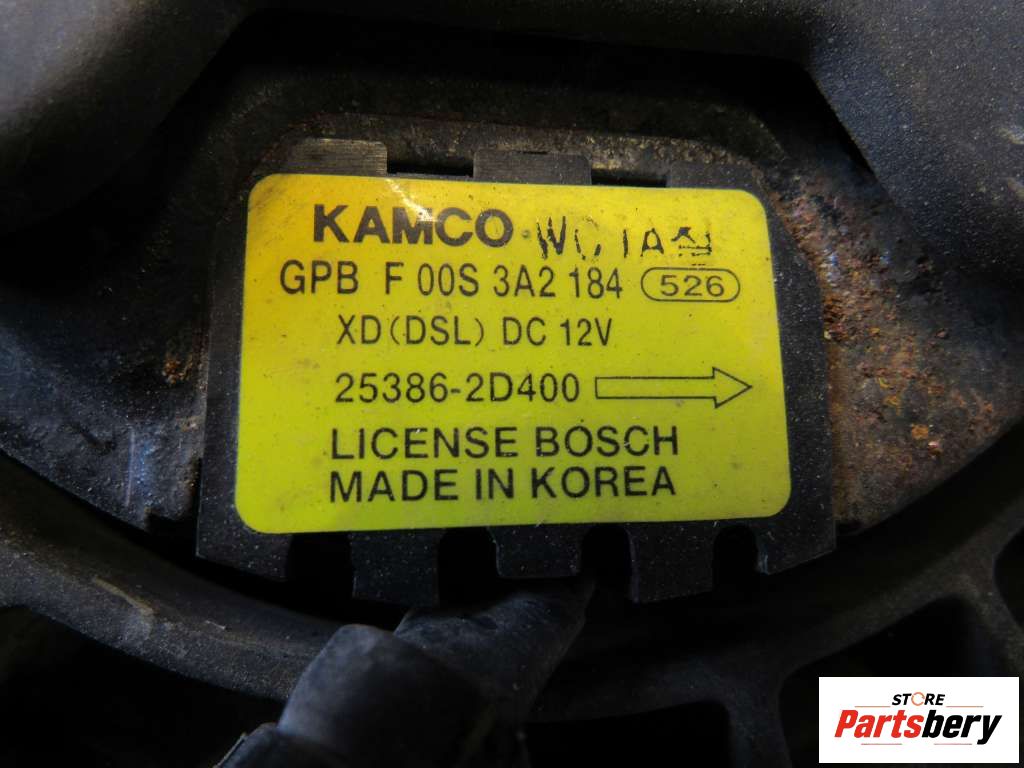 KAMCO
GPB F 00S 3A2 184 526
XD(DSL) DC 12V
25386-2D400
LICENSE BOSCH
MADE IN KOREA
STORE
Partsbery